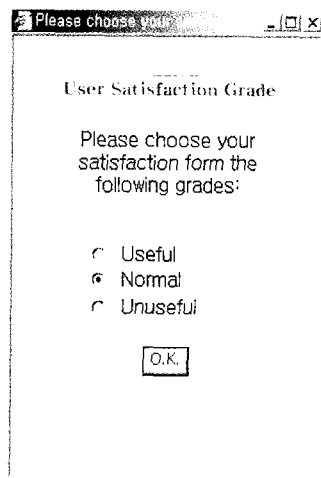 Please choose your
User Satisfaction Grade
Please choose your
satisfaction form the
following grades:
Useful
Normal
Unuseful
O.K.